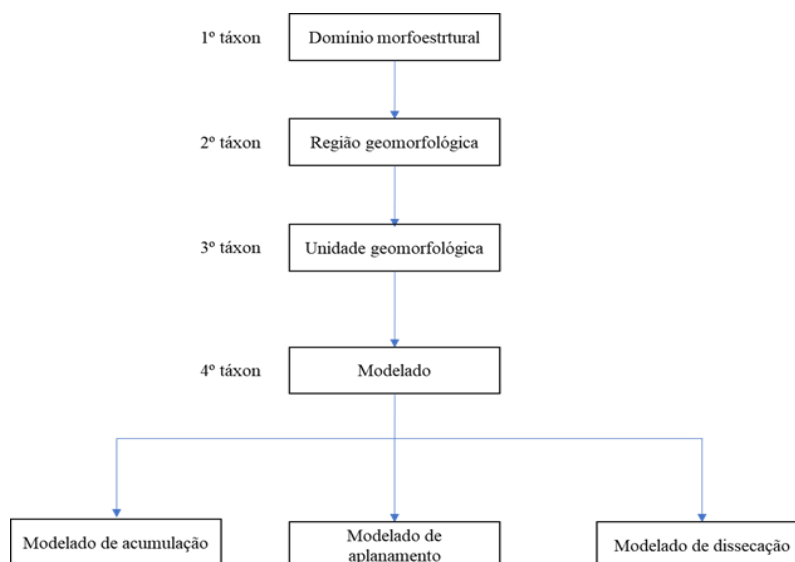 1º táxon
Domínio morfoestrtural
2º táxon
Região geomorfológica
3º táxon
Unidade geomorfológica
4º táxon
Modelado
Modelado de acumulação
Modelado de
aplanamento
Modelado de dissecação